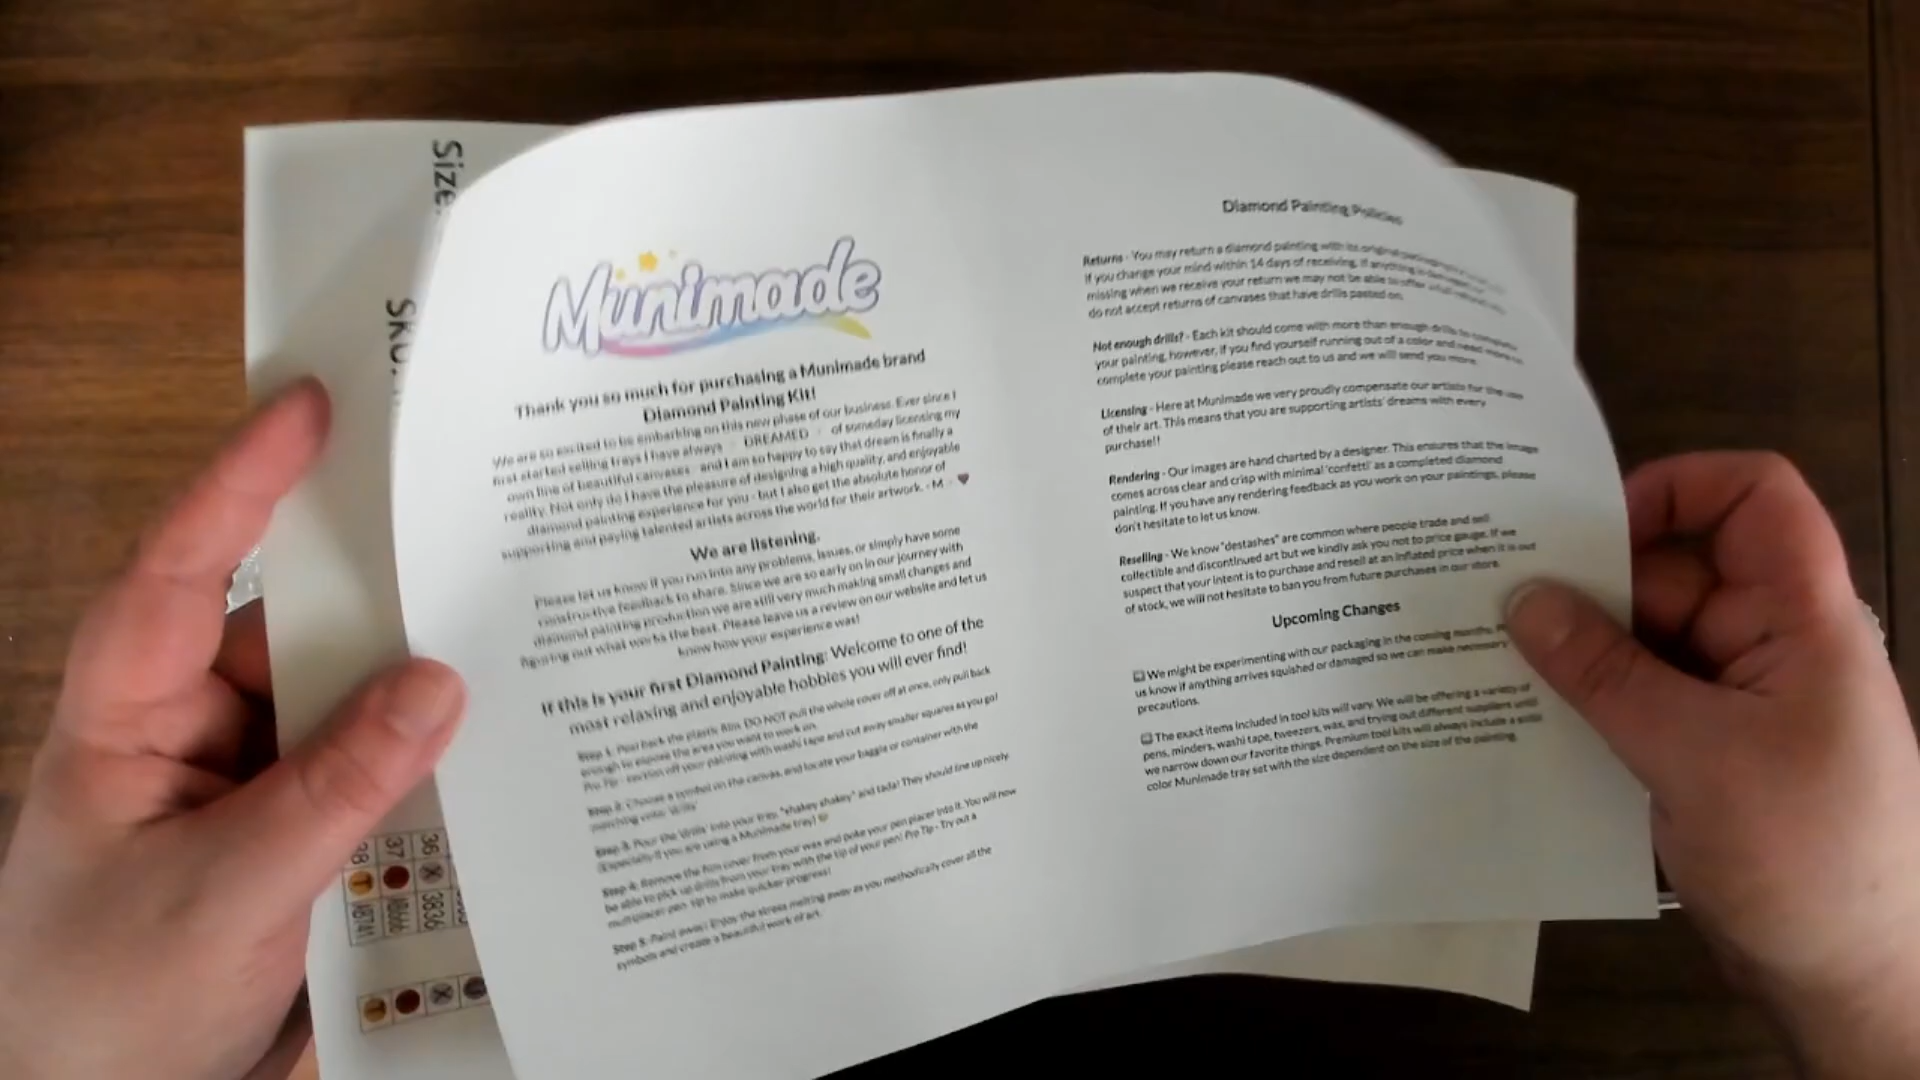 Size:
SKU:
Munimade
Thank you so much for purchasing a Munimade brand
Diamond Painting Kit!
We are so excited to be embarking on this new phase of our business. Ever since I
first started selling trays I have always - DREAMED - of someday licensing my
own line of beautiful canvases - and I am so happy to say that dream is finally a
reality. Not only do I have the pleasure of designing a high quality, and enjoyable
diamond painting experience for you - but I also get the absolute honor of
supporting and paying talented artists across the world for their artwork. - M - 🖤
We are listening.
Please let us know if you run into any problems, issues, or simply have some
constructive feedback to share. Since we are so early on in our journey with
diamond painting production we are still very much making small changes and
figuring out what works the best. Please leave us a review on our website and let us
know how your experience was!
If this is your first Diamond Painting: Welcome to one of the
most relaxing and enjoyable hobbies you will ever find!
Step 1: Peel back the plastic film. DO NOT pull the whole cover off at once, only pull back
enough to expose the area you want to work on.
Pro Tip - section off your painting with washi tape and cut away smaller squares as you go!
Step 2: Choose a symbol on the canvas, and locate your baggie or container with the
matching 'drills'
Step 3: Pour the 'drills' into your tray, "shakey shakey" and tada! They should line up nicely
(Especially if you are using a Munimade tray)
Step 4: Remove the film cover from your wax and poke your pen placer into it. You will now
be able to pick up drills from your tray with the tip of your pen! Pro Tip - Try out a
multiplacer pen tip to make quicker progress!
Step 5: Paint away! Enjoy the stress melting away as you methodically cover all the
symbols and create a beautiful work of art.
Diamond Painting Policies
Returns - You may return a diamond painting with its original
if you change your mind within 14 days of receiving. If anything is
missing when we receive your return we may not be able to offer a
do not accept returns of canvases that have drills pasted on.
Not enough drills? - Each kit should come with more than enough drills to complete
your painting, however, if you find yourself running out of a color and need more to
complete your painting please reach out to us and we will send you more.
Licensing - Here at Munimade we very proudly compensate our artists for the use
of their art. This means that you are supporting artists' dreams with every
purchase!!
Rendering - Our images are hand charted by a designer. This ensures that the image
comes across clear and crisp with minimal 'confetti' as a completed diamond
painting. If you have any rendering feedback as you work on your paintings, please
don't hesitate to let us know.
Reselling - We know "destashes" are common where people trade and sell
collectible and discontinued art but we kindly ask you not to price gauge. If we
suspect that your intent is to purchase and resell at an inflated price when it is out
of stock, we will not hesitate to ban you from future purchases in our store.
Upcoming Changes
We might be experimenting with our packaging in the coming months.
us know if anything arrives squished or damaged so we can make necessary
precautions.
The exact items included in tool kits will vary. We will be offering a variety of
pens, minders, washi tape, tweezers, wax, and trying out different suppliers until
we narrow down our favorite things. Premium tool kits will always include a
color Munimade tray set with the size dependent on the size of the painting.
36 3836
37
38